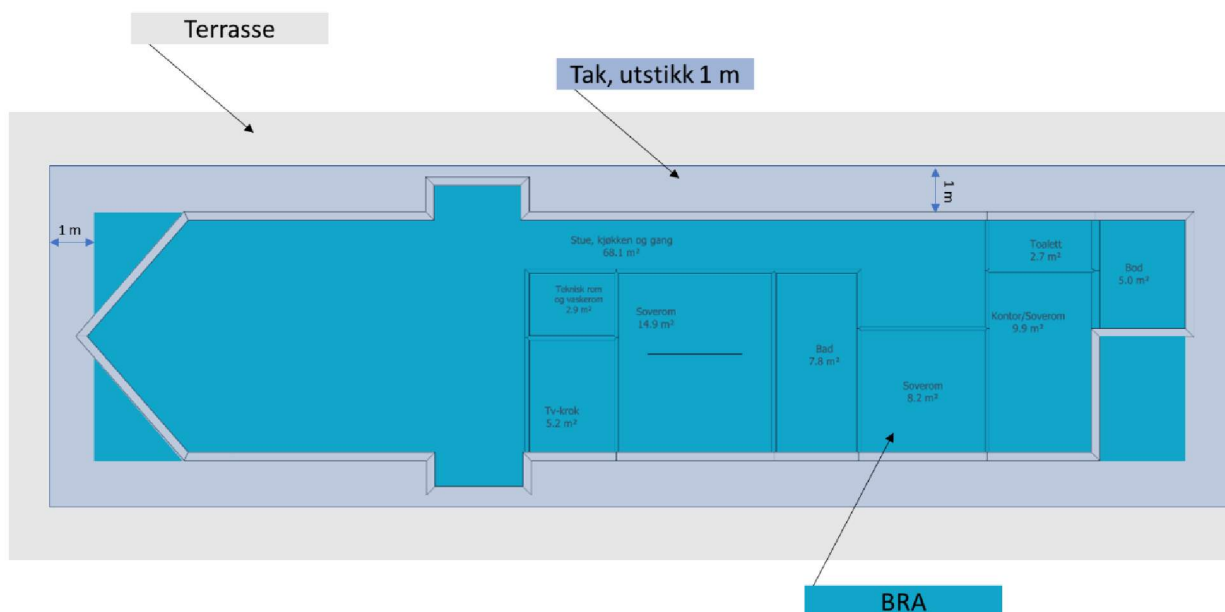 Terrasse
Tak, utstikk 1 m
1 m
1 m
Stue, kjøkken og gang
68.1 m²
Toalett
2.7 m²
Bod
5.0 m²
Teknisk rom
og vaskerom
2.9 m²
Soverom
14.9 m²
Kontor/Soverom
9.9 m²
Bad
7.8 m²
Soverom
8.2 m²
Tv-krok
5.2 m²
BRA